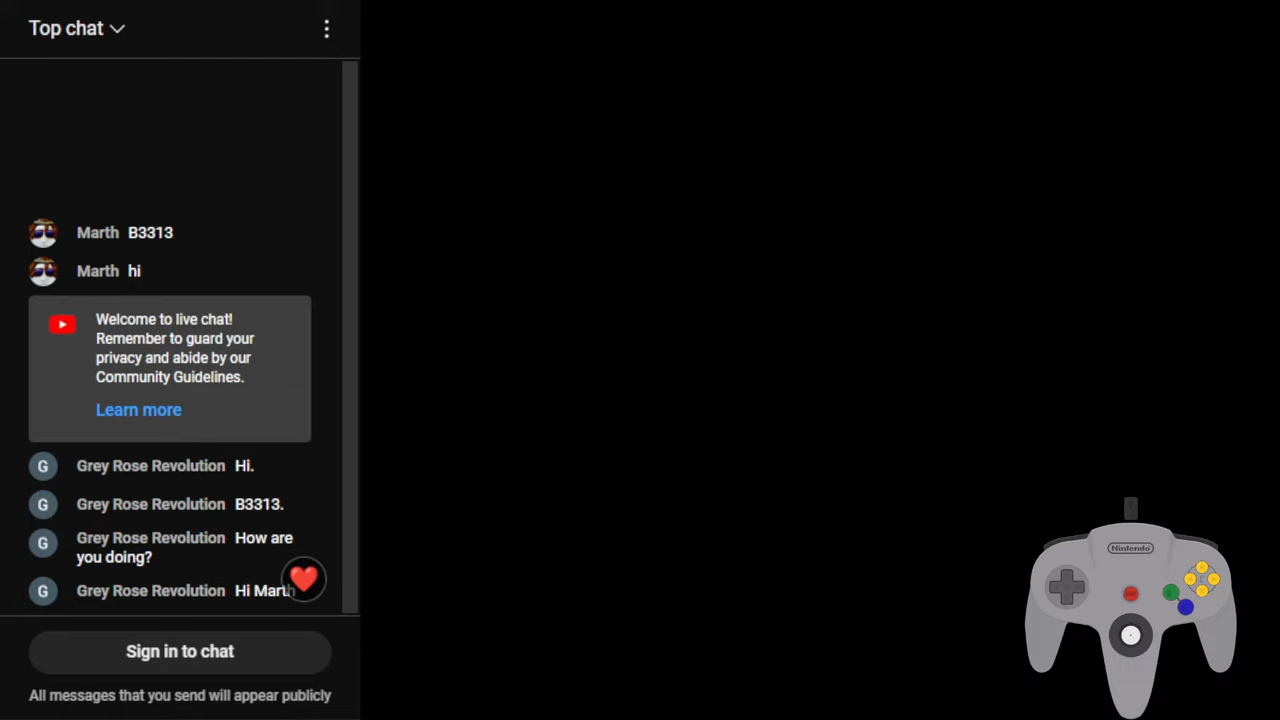 Top chat
Marth B3313
Marth hi
Welcome to live chat!
Remember to guard your
privacy and abide by our
Community Guidelines.
Learn more
G Grey Rose Revolution Hi.
G Grey Rose Revolution B3313.
G Grey Rose Revolution How are
you doing?
G Grey Rose Revolution Hi Marth
Sign in to chat
All messages that you send will appear publicly
Nintendo